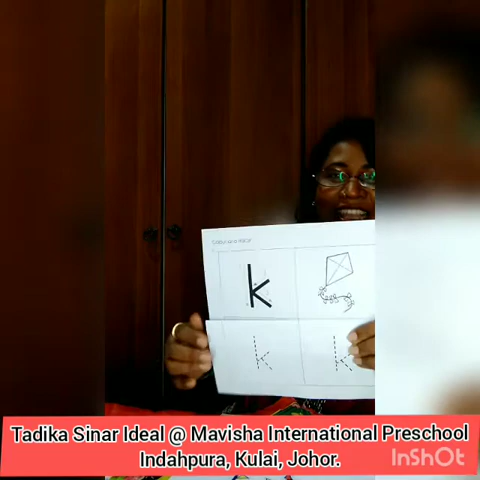 k
k
k
Tadika Sinar Ideal @ Mavisha International Preschool
Indahpura, Kulai, Johor.
InShOt